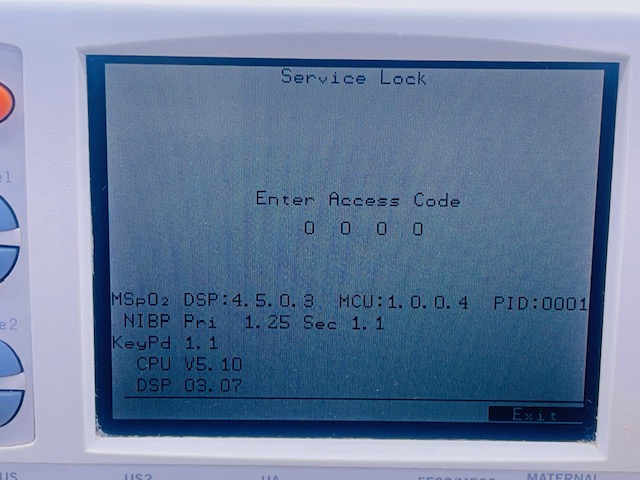 Service Lock
Enter Access Code
0 0 0 0
MSpO₂ DSP:4.5.0.3 MCU:1.0.0.4 PID:0001
NIBP Pri 1.25 Sec 1.1
KeyPd 1.1
CPU V5.10
DSP 03.07
Exit
US2
UA
MATERNAL